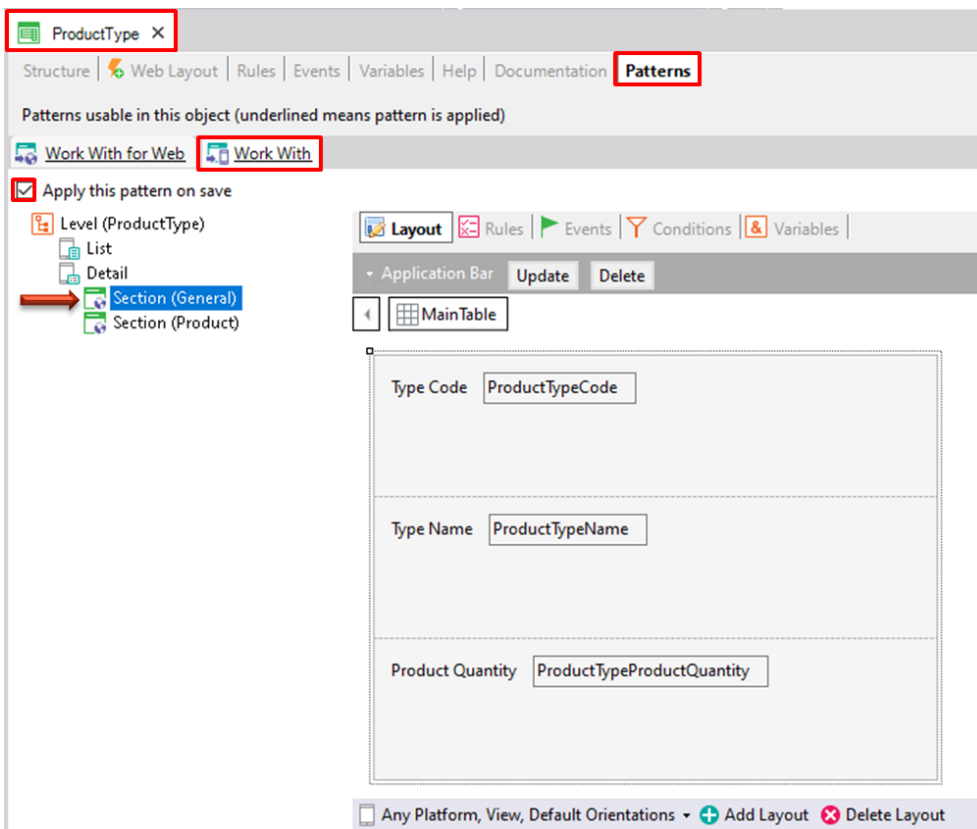 ProductType ×
Structure Web Layout Rules Events Variables Help Documentation Patterns
Patterns usable in this object (underlined means pattern is applied)
Work With for Web Work With
Apply this pattern on save
Level (ProductType)
List
Detail
Section (General)
Section (Product)
Layout Rules Events Conditions & Variables
Application Bar Update Delete
MainTable
Type Code ProductTypeCode
Type Name ProductTypeName
Product Quantity ProductTypeProductQuantity
Any Platform, View, Default Orientations Add Layout Delete Layout